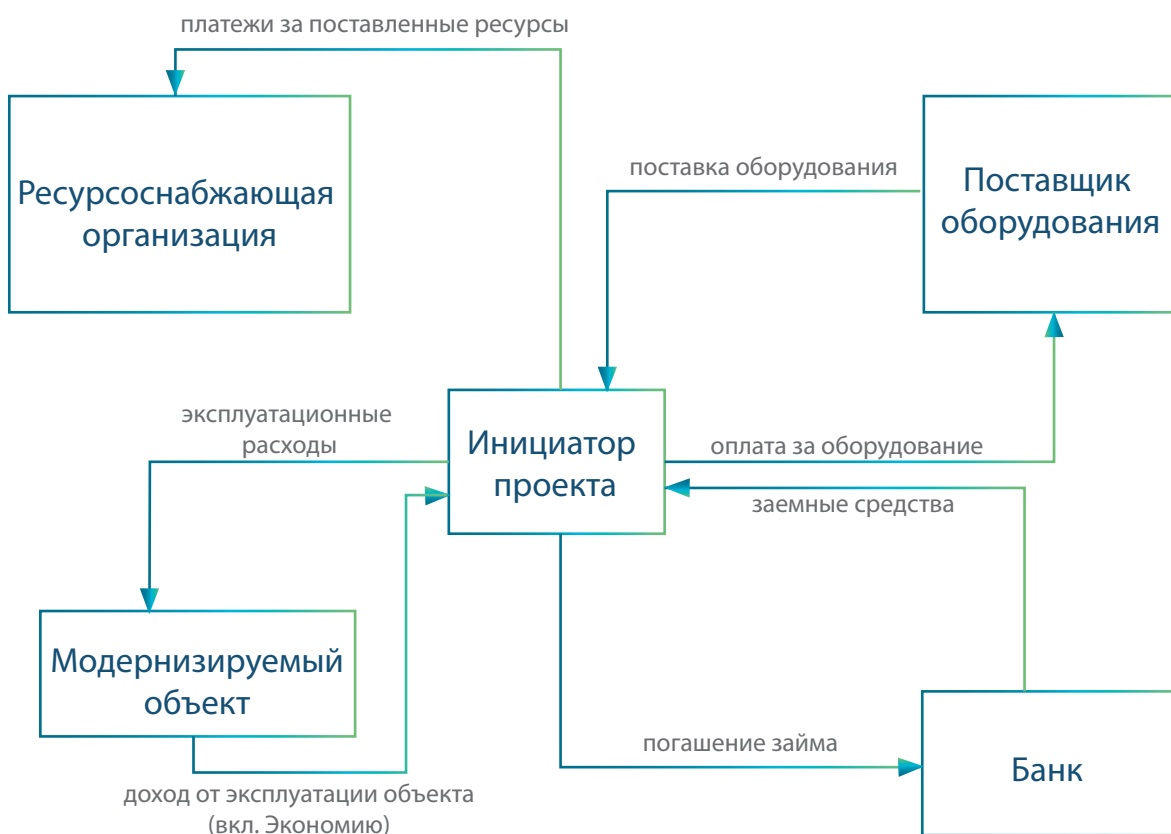 платежи за поставленные ресурсы
Ресурсоснабжающая
организация
поставка оборудования
Поставщик
оборудования
эксплуатационные
расходы
Инициатор
проекта
оплата за оборудование
заемные средства
Модернизируемый
объект
погашение займа
Банк
доход от эксплуатации объекта
(вкл. Экономию)